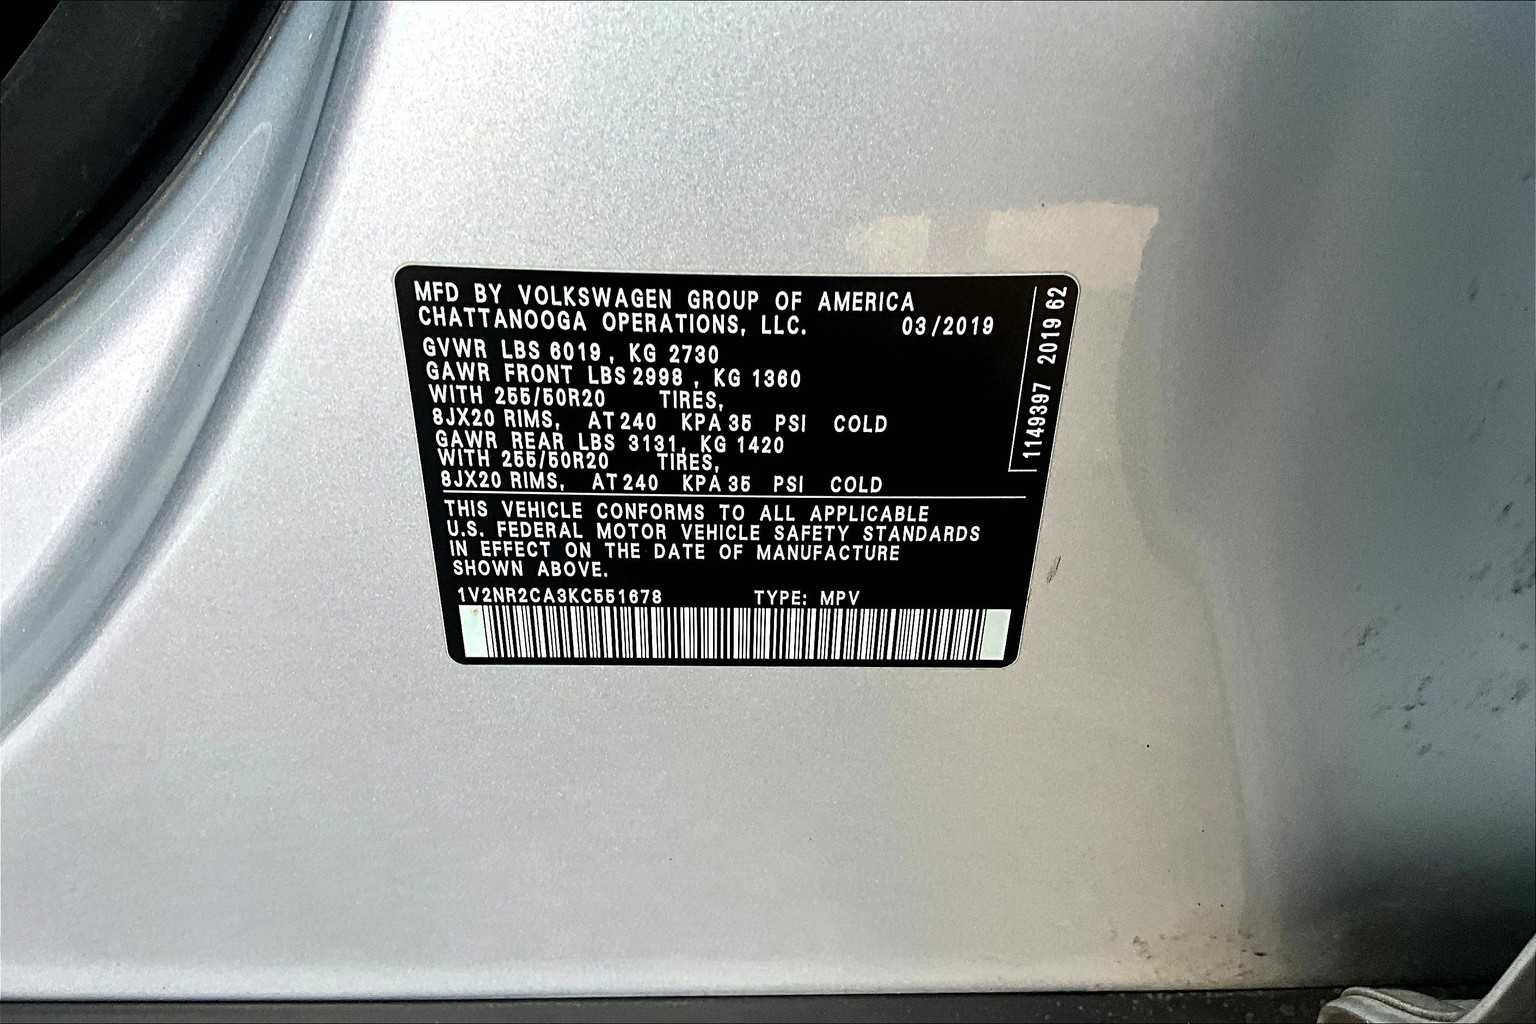 MFD BY VOLKSWAGEN GROUP OF AMERICA
CHATTANOOGA OPERATIONS, LLC. 03/2019
GVWR LBS 6019, KG 2730
GAWR FRONT LBS 2998, KG 1360
WITH 255/50R20 TIRES,
8JX20 RIMS, AT 240 KPA 35 PSI COLD
GAWR REAR LBS 3131, KG 1420
WITH 255/50R20 TIRES,
8JX20 RIMS, AT 240 KPA 35 PSI COLD
THIS VEHICLE CONFORMS TO ALL APPLICABLE
U.S. FEDERAL MOTOR VEHICLE SAFETY STANDARDS
IN EFFECT ON THE DATE OF MANUFACTURE
SHOWN ABOVE.
1V2NR2CA3KC551678 TYPE: MPV
1149397 2019 62